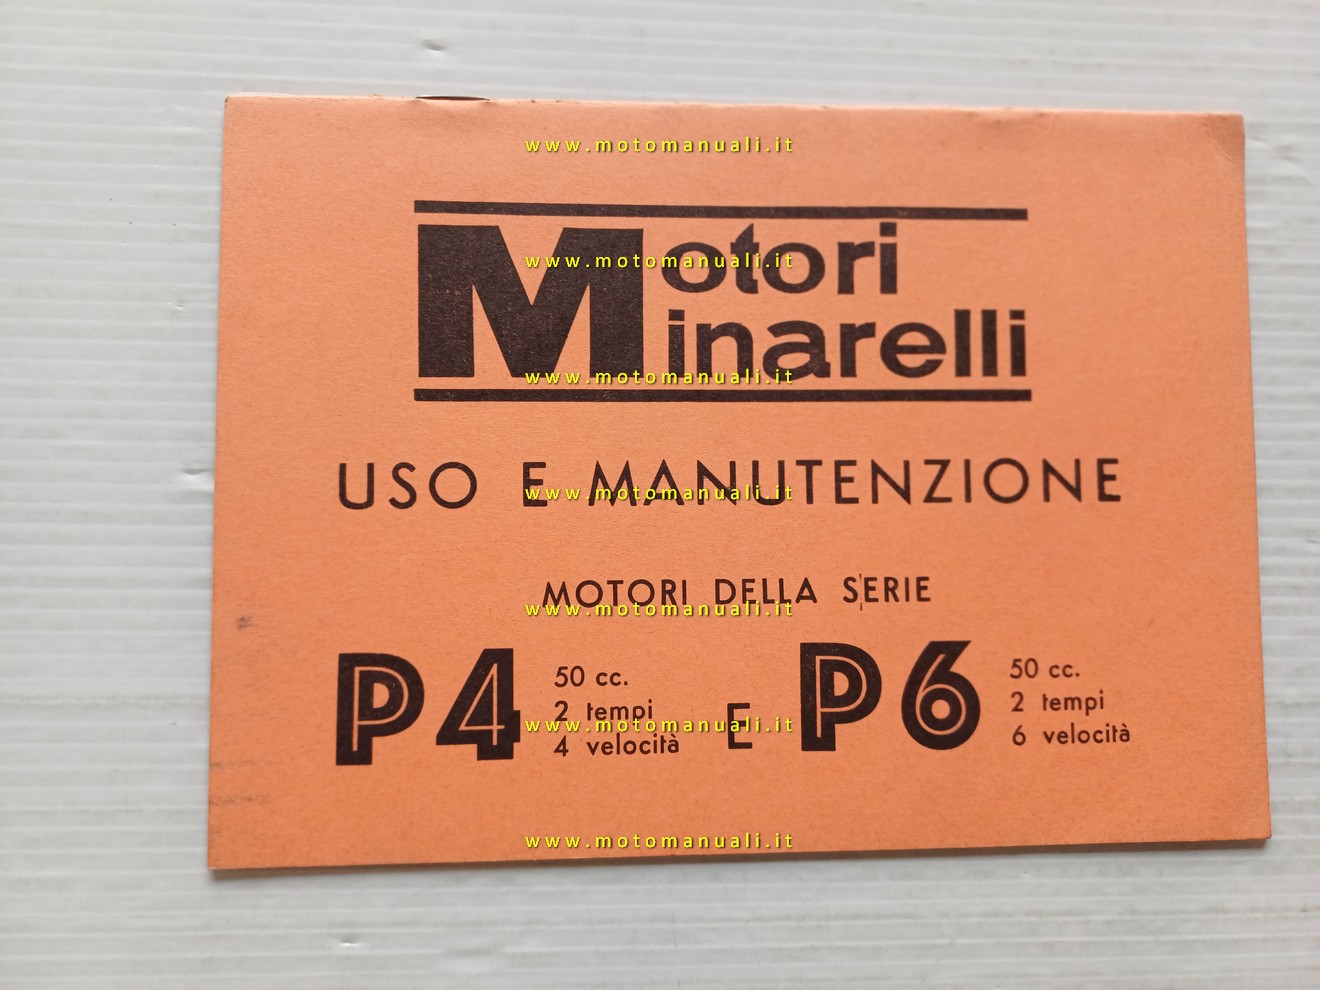 www.motomanuali.it
Motori
www.motomanuali.it
Minarelli
www.motomanuali.it
USO E MANUTENZIONE
www.motomanuali.it
MOTORI DELLA SERIE
www.motomanuali.it
P4 50 cc. 2 tempi 4 velocità E P6 50 cc. 2 tempi 6 velocità
www.motomanuali.it
www.motomanuali.it